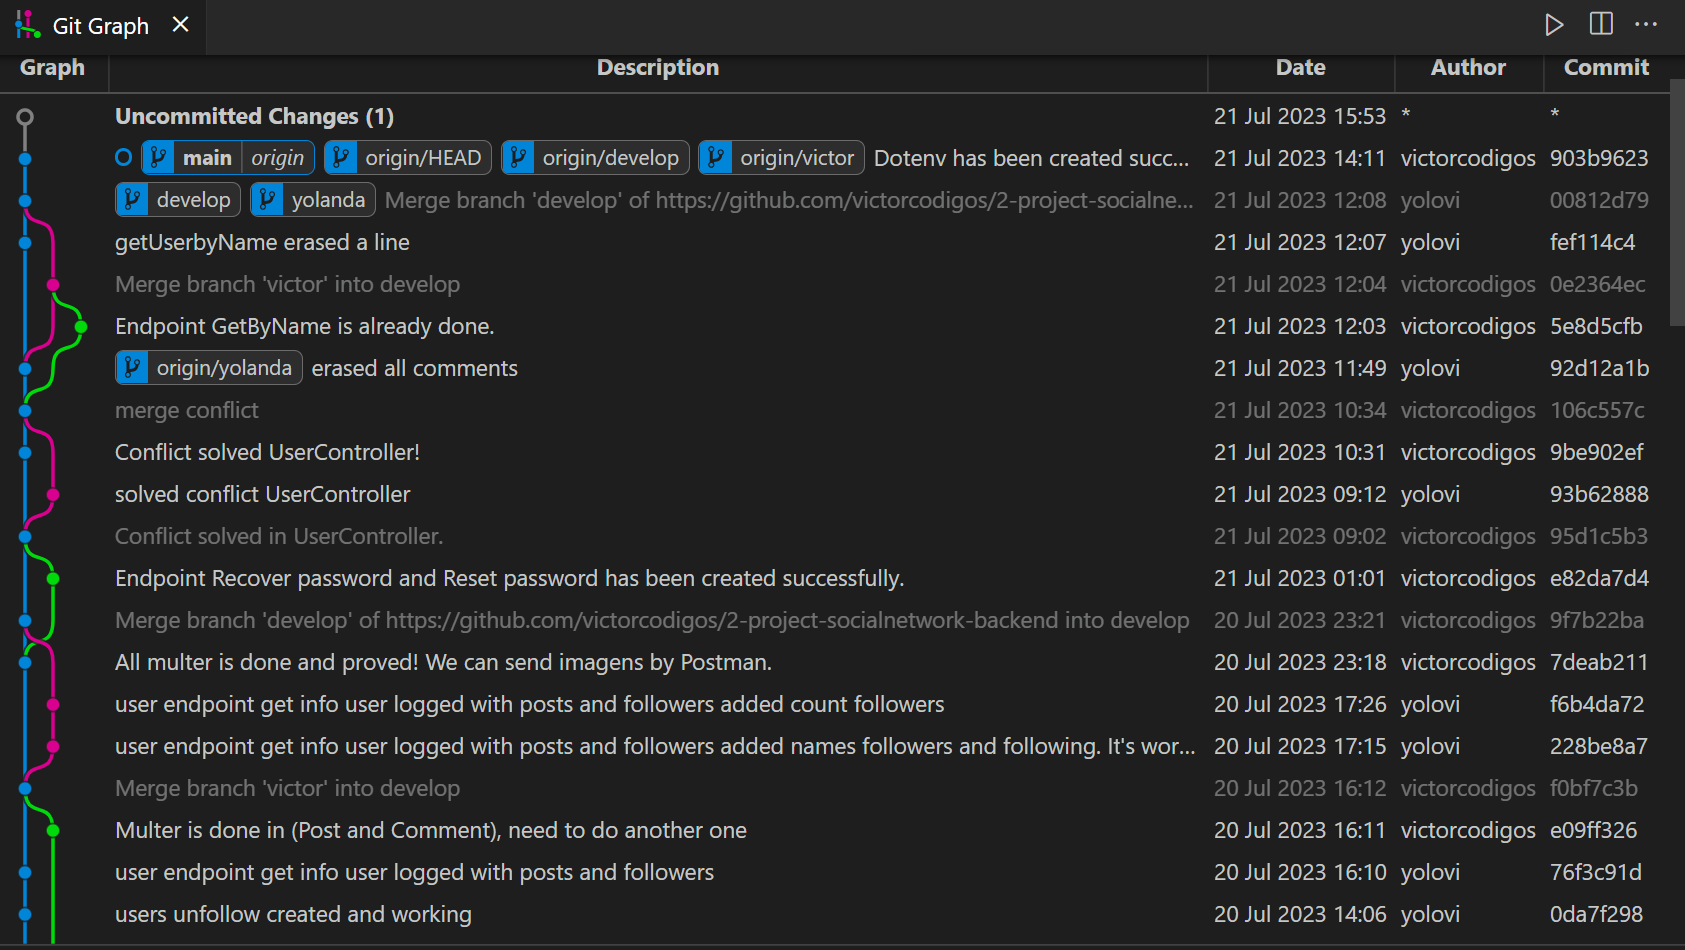 Git Graph
Graph Description Date Author Commit
Uncommitted Changes (1) 21 Jul 2023 15:53 * *
main origin origin/HEAD origin/develop origin/victor Dotenv has been created succ... 21 Jul 2023 14:11 victorcodigos 903b9623
develop yolanda Merge branch 'develop' of https://github.com/victorcodigos/2-project-socialne... 21 Jul 2023 12:08 yolovi 00812d79
getUserbyName erased a line 21 Jul 2023 12:07 yolovi fef114c4
Merge branch 'victor' into develop 21 Jul 2023 12:04 victorcodigos 0e2364ec
Endpoint GetByName is already done. 21 Jul 2023 12:03 victorcodigos 5e8d5cfb
origin/yolanda erased all comments 21 Jul 2023 11:49 yolovi 92d12a1b
merge conflict 21 Jul 2023 10:34 victorcodigos 106c557c
Conflict solved UserController! 21 Jul 2023 10:31 victorcodigos 9be902ef
solved conflict UserController 21 Jul 2023 09:12 yolovi 93b62888
Conflict solved in UserController. 21 Jul 2023 09:02 victorcodigos 95d1c5b3
Endpoint Recover password and Reset password has been created successfully. 21 Jul 2023 01:01 victorcodigos e82da7d4
Merge branch 'develop' of https://github.com/victorcodigos/2-project-socialnetwork-backend into develop 20 Jul 2023 23:21 victorcodigos 9f7b22ba
All multer is done and proved! We can send imagens by Postman. 20 Jul 2023 23:18 victorcodigos 7deab211
user endpoint get info user logged with posts and followers added count followers 20 Jul 2023 17:26 yolovi f6b4da72
user endpoint get info user logged with posts and followers added names followers and following. It's wor... 20 Jul 2023 17:15 yolovi 228be8a7
Merge branch 'victor' into develop 20 Jul 2023 16:12 victorcodigos f0bf7c3b
Multer is done in (Post and Comment), need to do another one 20 Jul 2023 16:11 victorcodigos e09ff326
user endpoint get info user logged with posts and followers 20 Jul 2023 16:10 yolovi 76f3c91d
users unfollow created and working 20 Jul 2023 14:06 yolovi 0da7f298